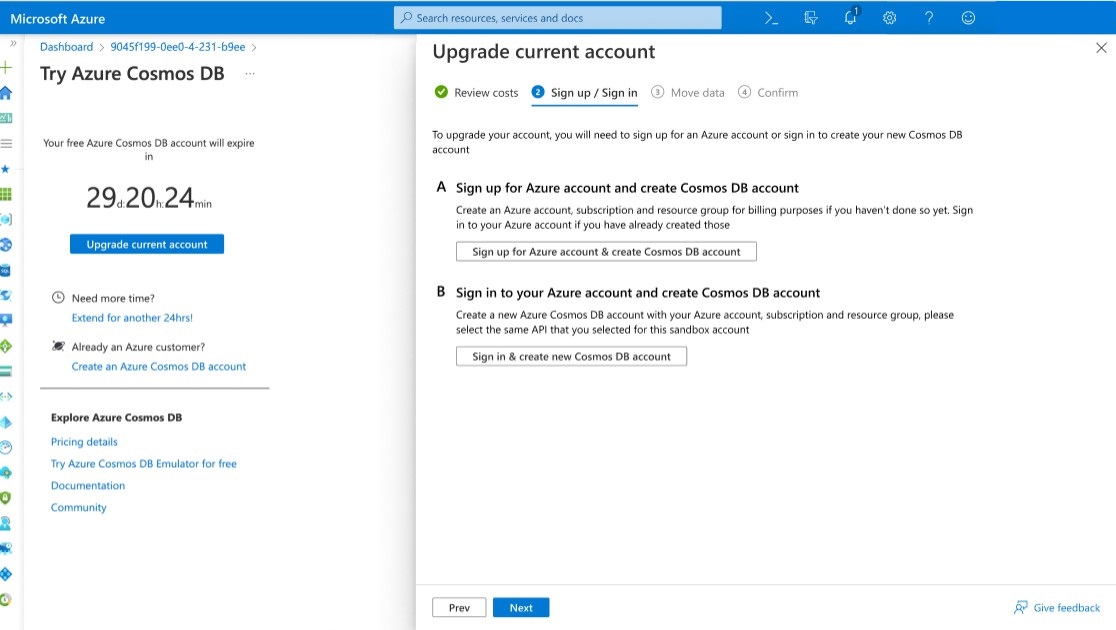 Microsoft Azure
Search resources, services and docs
1
Dashboard > 9045f199-0ee0-4-231-b9ee >
Try Azure Cosmos DB ...
Your free Azure Cosmos DB account will expire
in
29d:20h:24min
Upgrade current account
Need more time?
Extend for another 24hrs!
Already an Azure customer?
Create an Azure Cosmos DB account
Explore Azure Cosmos DB
Pricing details
Try Azure Cosmos DB Emulator for free
Documentation
Community
Upgrade current account
Review costs 2 Sign up / Sign in 3 Move data 4 Confirm
To upgrade your account, you will need to sign up for an Azure account or sign in to create your new Cosmos DB
account
A Sign up for Azure account and create Cosmos DB account
Create an Azure account, subscription and resource group for billing purposes if you haven't done so yet. Sign
in to your Azure account if you have already created those
Sign up for Azure account & create Cosmos DB account
B Sign in to your Azure account and create Cosmos DB account
Create a new Azure Cosmos DB account with your Azure account, subscription and resource group, please
select the same API that you selected for this sandbox account
Sign in & create new Cosmos DB account
Prev Next
Give feedback